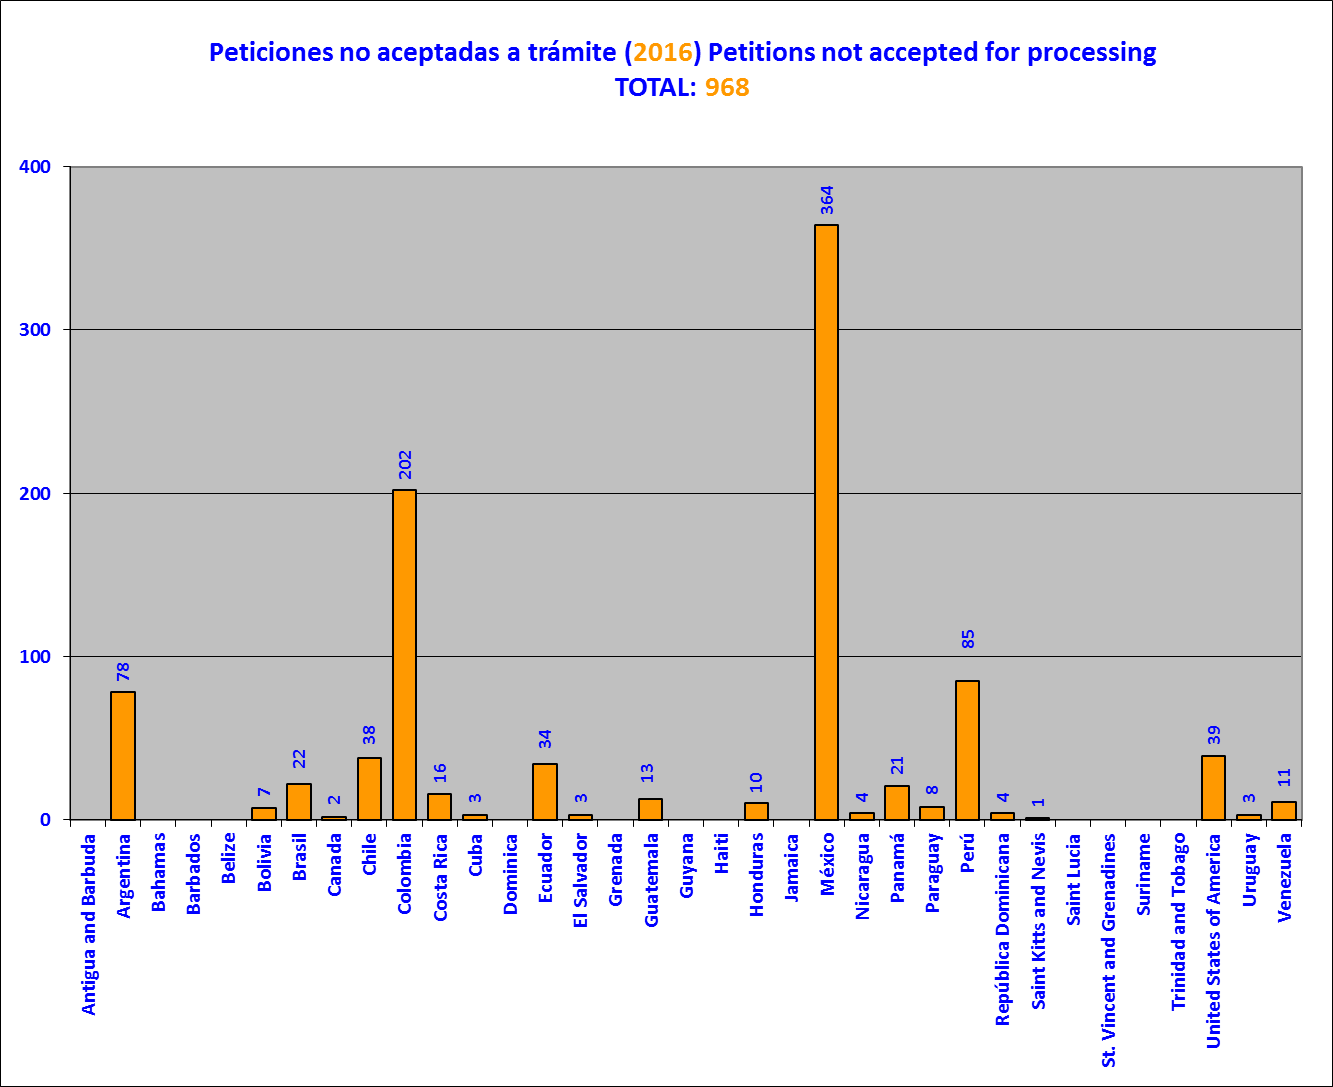 Peticiones no aceptadas a trámite (2016) Petitions not accepted for processing
TOTAL: 968
400
300
200
100
0
78
7
22
2
38
202
16
3
34
3
13
10
364
4
21
8
85
4
1
39
3
11
Antigua and Barbuda
Argentina
Bahamas
Barbados
Belize
Bolivia
Brasil
Canada
Chile
Colombia
Costa Rica
Cuba
Dominica
Ecuador
El Salvador
Grenada
Guatemala
Guyana
Haiti
Honduras
Jamaica
México
Nicaragua
Panamá
Paraguay
Perú
República Dominicana
Saint Kitts and Nevis
Saint Lucia
St. Vincent and Grenadines
Suriname
Trinidad and Tobago
United States of America
Uruguay
Venezuela